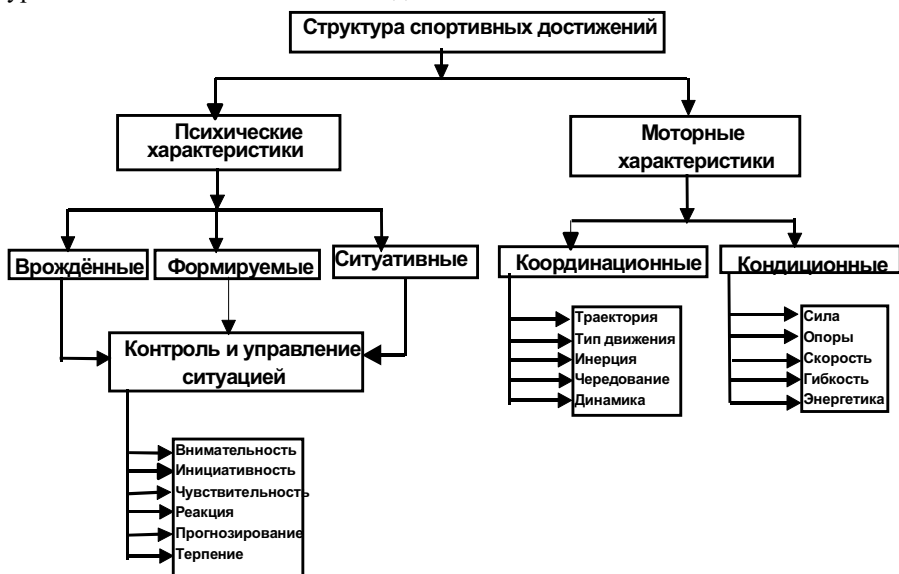 Структура спортивных достижений
Психические
характеристики
Моторные
характеристики
Врождённые
Формируемые
Ситуативные
Координационные
Кондиционные
Контроль и управление
ситуацией
Траектория
Тип движения
Инерция
Чередование
Динамика
Сила
Опоры
Скорость
Гибкость
Энергетика
Внимательность
Инициативность
Чувствительность
Реакция
Прогнозирование
Терпение